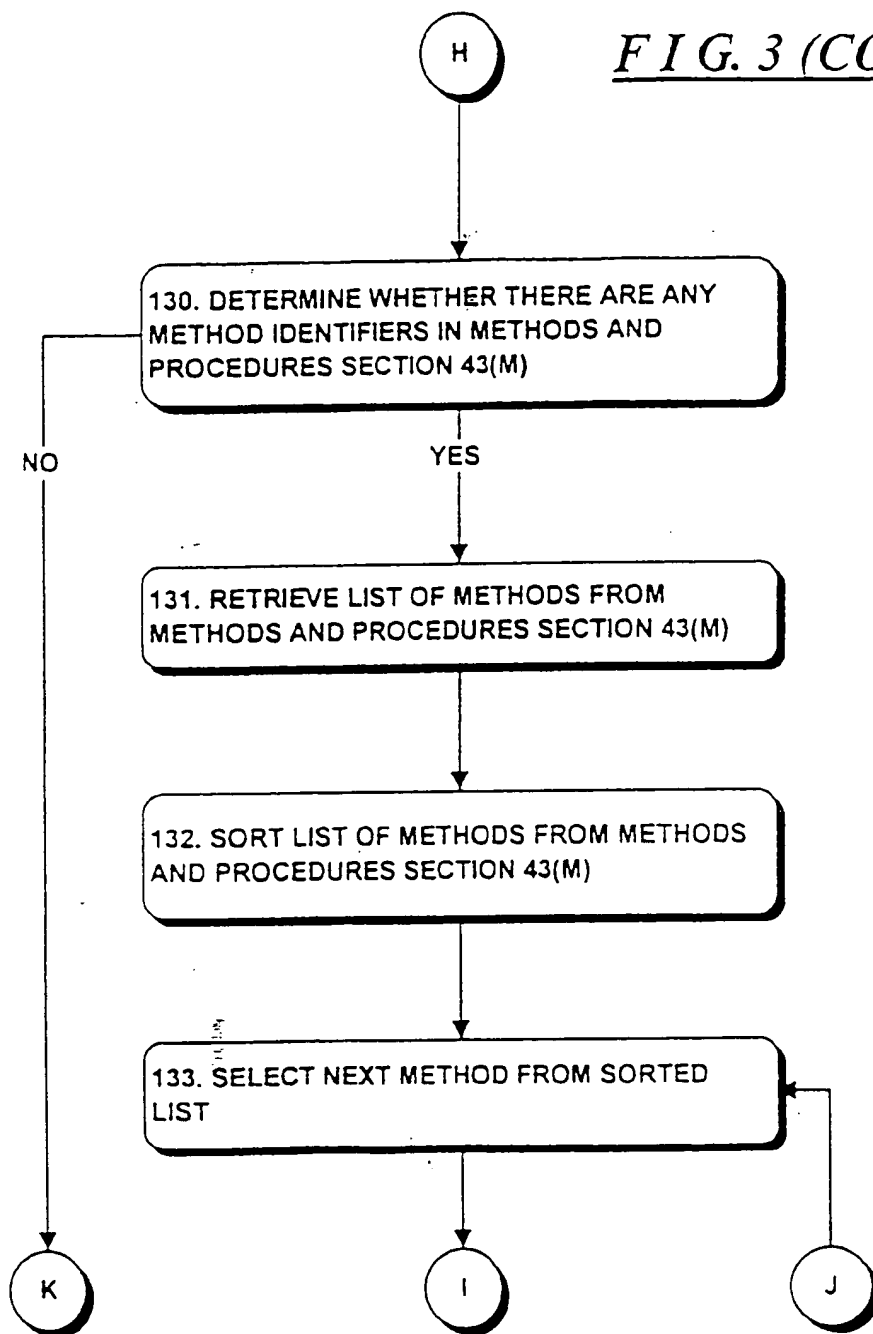 H
F I G. 3 (CO
130. DETERMINE WHETHER THERE ARE ANY
METHOD IDENTIFIERS IN METHODS AND
PROCEDURES SECTION 43(M)
NO
YES
131. RETRIEVE LIST OF METHODS FROM
METHODS AND PROCEDURES SECTION 43(M)
132. SORT LIST OF METHODS FROM METHODS
AND PROCEDURES SECTION 43(M)
133. SELECT NEXT METHOD FROM SORTED
LIST
K
I
J